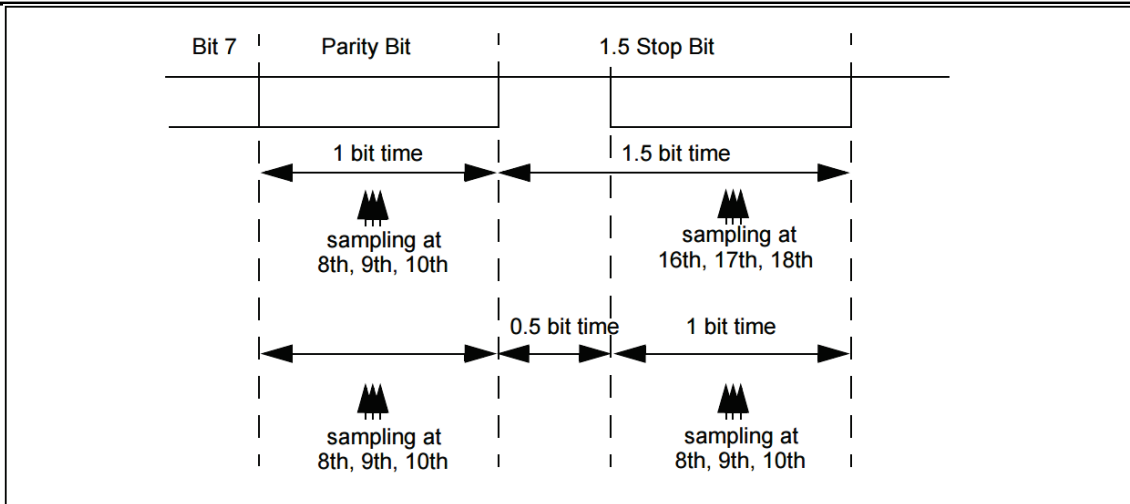 Bit 7 Parity Bit 1.5 Stop Bit
1 bit time 1.5 bit time
sampling at sampling at
8th, 9th, 10th 16th, 17th, 18th
0.5 bit time 1 bit time
sampling at sampling at
8th, 9th, 10th 8th, 9th, 10th